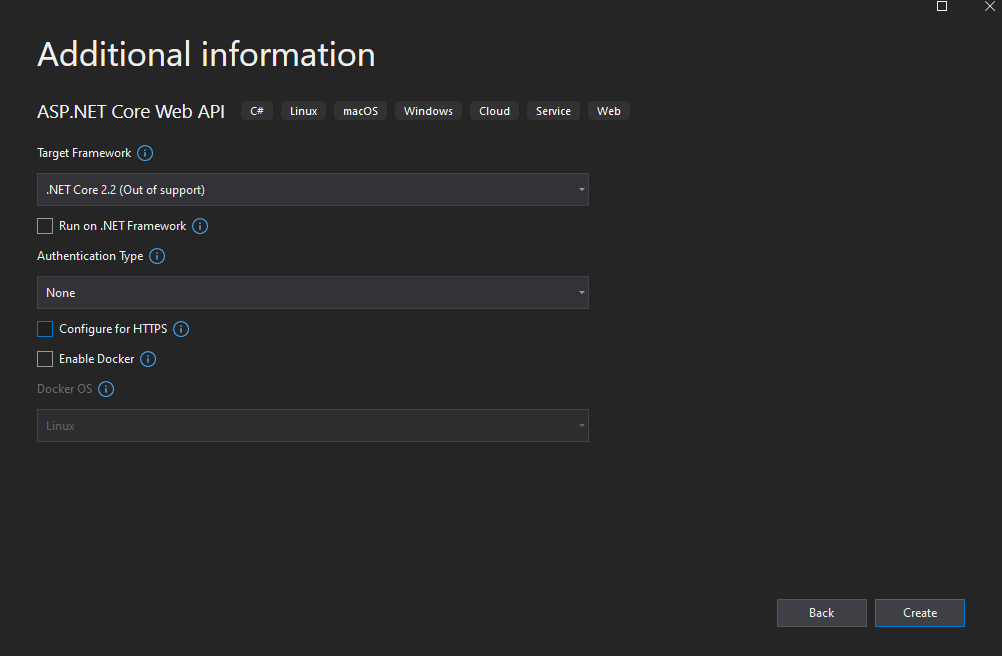 Additional information
ASP.NET Core Web API C# Linux macOS Windows Cloud Service Web
Target Framework
.NET Core 2.2 (Out of support)
Run on .NET Framework
Authentication Type
None
Configure for HTTPS
Enable Docker
Docker OS
Linux
Back Create